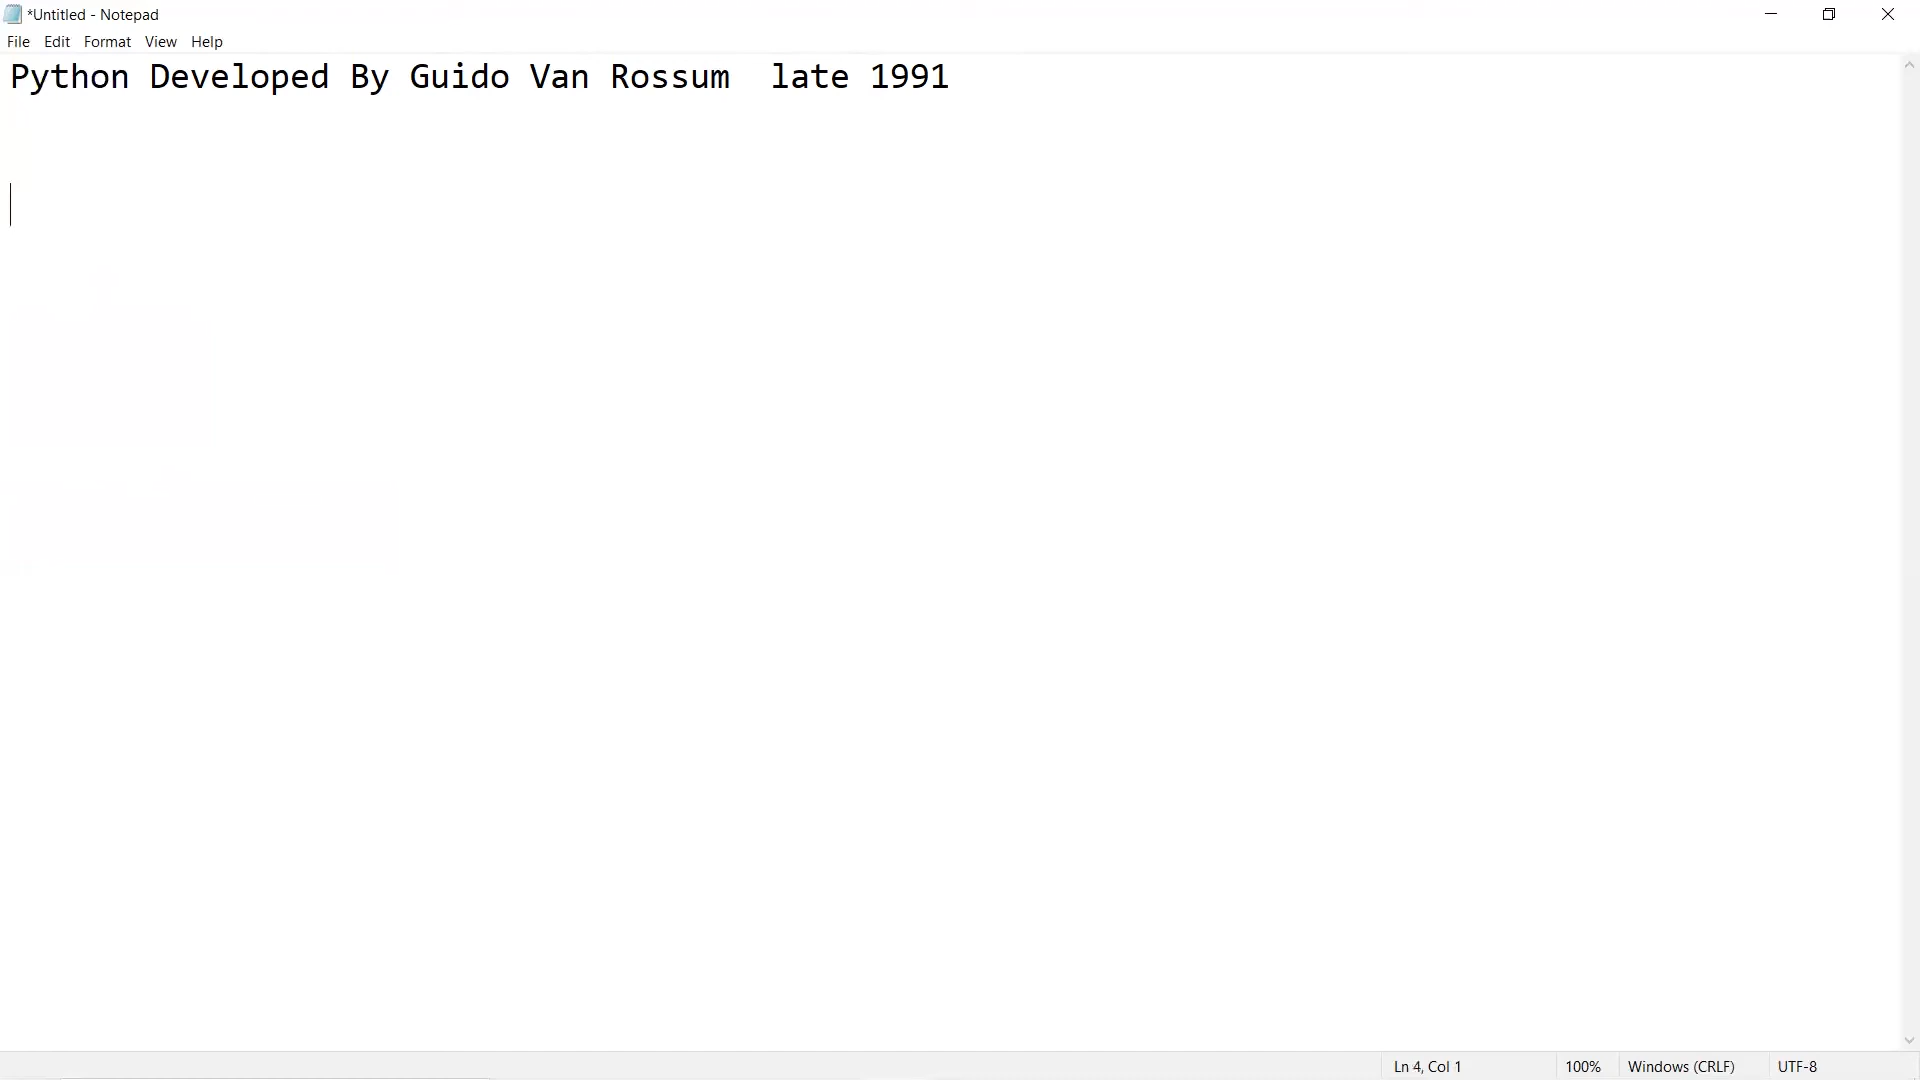 *Untitled - Notepad
File Edit Format View Help
Python Developed By Guido Van Rossum  late 1991
Ln 4, Col 1 100% Windows (CRLF) UTF-8